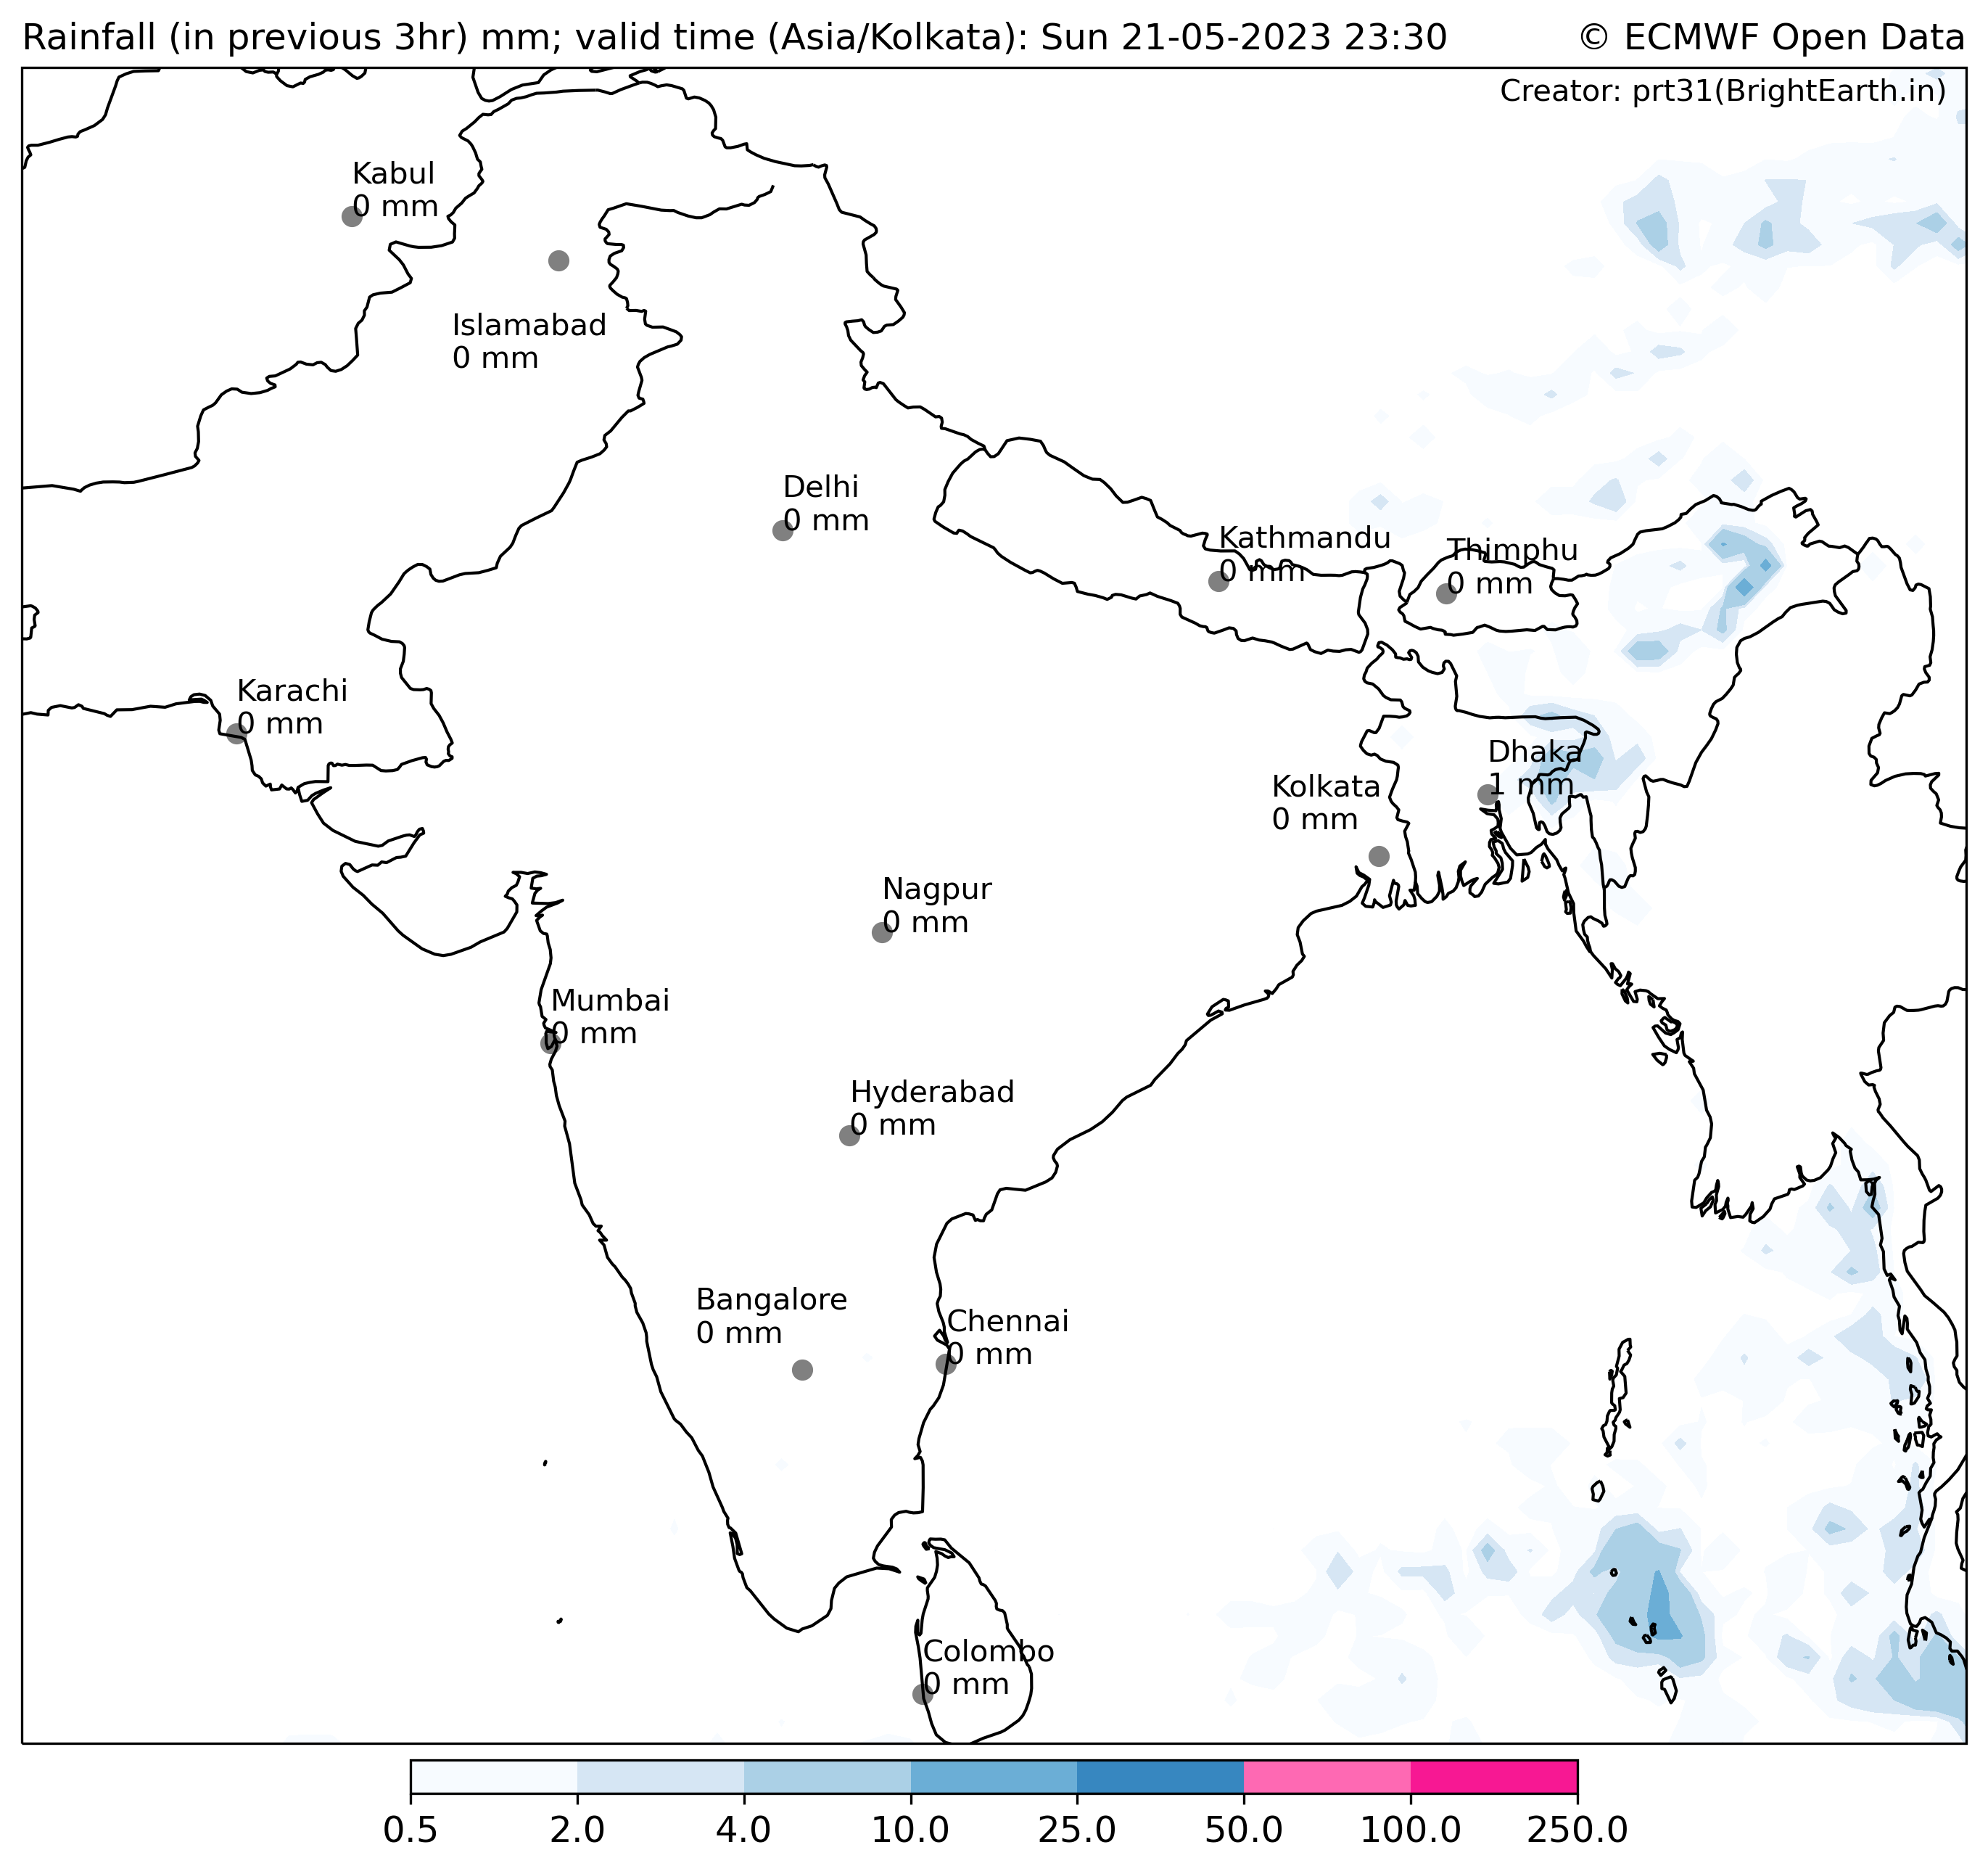 Rainfall (in previous 3hr) mm; valid time (Asia/Kolkata): Sun 21-05-2023 23:30
© ECMWF Open Data
Creator: prt31(BrightEarth.in)
Kabul
0 mm
Islamabad
0 mm
Delhi
0 mm
Kathmandu
0 mm
Thimphu
0 mm
Karachi
0 mm
Dhaka
1 mm
Kolkata
0 mm
Nagpur
0 mm
Mumbai
0 mm
Hyderabad
0 mm
Bangalore
0 mm
Chennai
0 mm
Colombo
0 mm
0.5 2.0 4.0 10.0 25.0 50.0 100.0 250.0